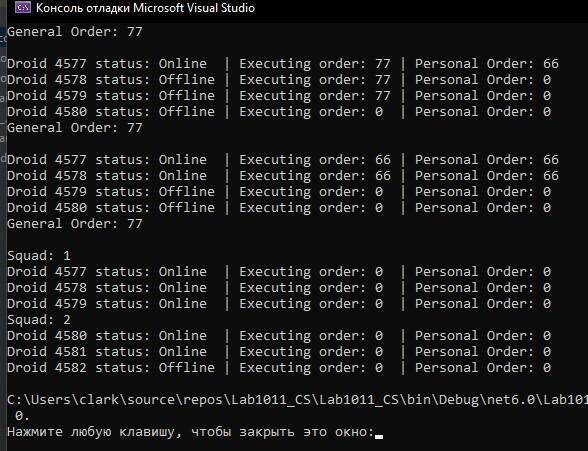 Консоль отладки Microsoft Visual Studio
General Order: 77
Droid 4577 status: Online  | Executing order: 77 | Personal Order: 66
Droid 4578 status: Offline | Executing order: 77 | Personal Order: 0
Droid 4579 status: Offline | Executing order: 77 | Personal Order: 0
Droid 4580 status: Offline | Executing order: 0  | Personal Order: 0
General Order: 77
Droid 4577 status: Online  | Executing order: 66 | Personal Order: 66
Droid 4578 status: Online  | Executing order: 66 | Personal Order: 66
Droid 4579 status: Offline | Executing order: 0  | Personal Order: 0
Droid 4580 status: Offline | Executing order: 0  | Personal Order: 0
General Order: 77
Squad: 1
Droid 4577 status: Online  | Executing order: 0  | Personal Order: 0
Droid 4578 status: Online  | Executing order: 0  | Personal Order: 0
Droid 4579 status: Online  | Executing order: 0  | Personal Order: 0
Squad: 2
Droid 4580 status: Online  | Executing order: 0  | Personal Order: 0
Droid 4581 status: Online  | Executing order: 0  | Personal Order: 0
Droid 4582 status: Offline | Executing order: 0  | Personal Order: 0
C:\Users\clark\source\repos\Lab1011_CS\Lab1011_CS\bin\Debug\net6.0\Lab101
0.
Нажмите любую клавишу, чтобы закрыть это окно: